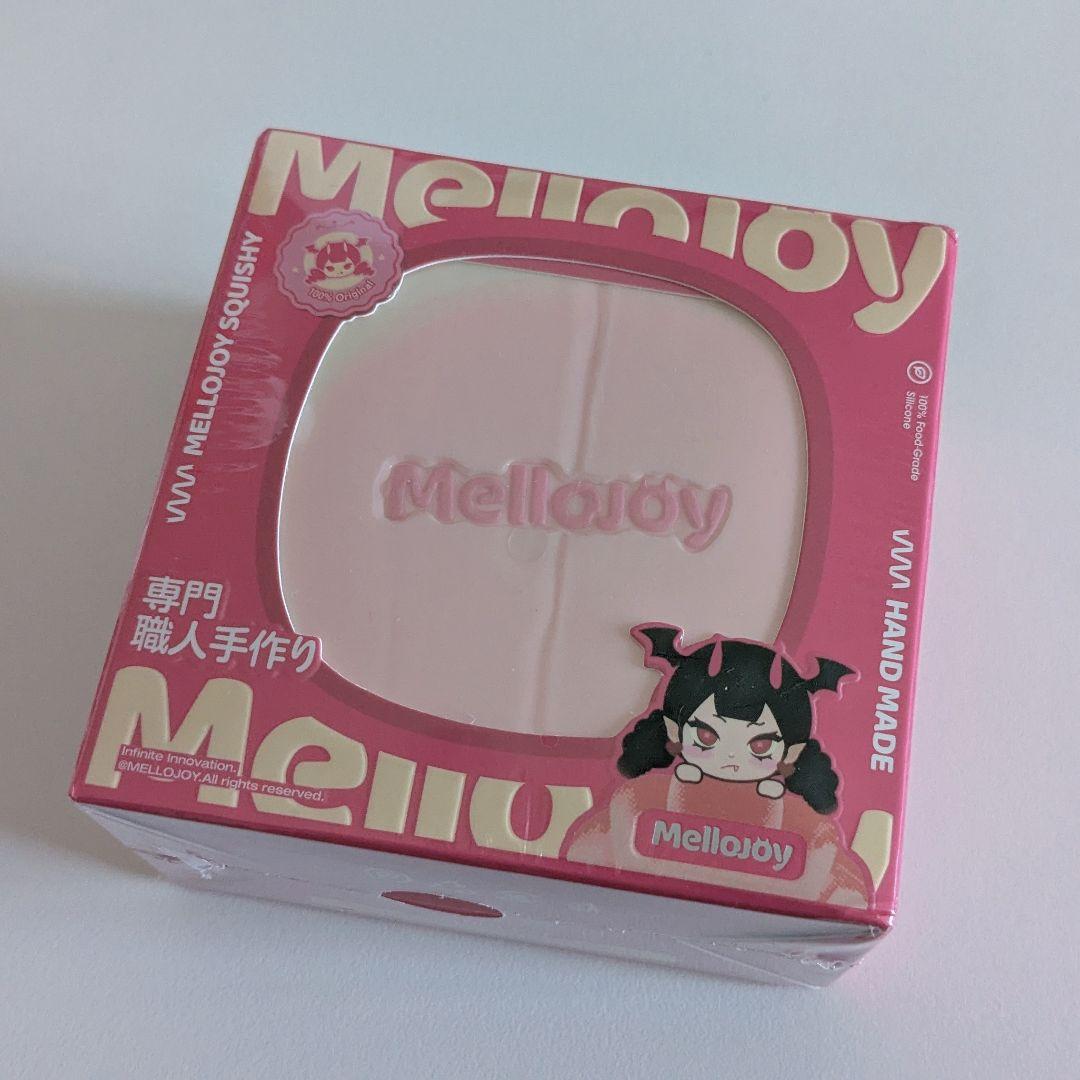 Mellojoy
100% Original
MELLOJOY SQUISHY
100% Food-Grade
Silicone
Mellojoy
HAND MADE
専門
職人手作り
Infinite Innovation.
@MELLOJOY.All rights reserved.
Mellojoy